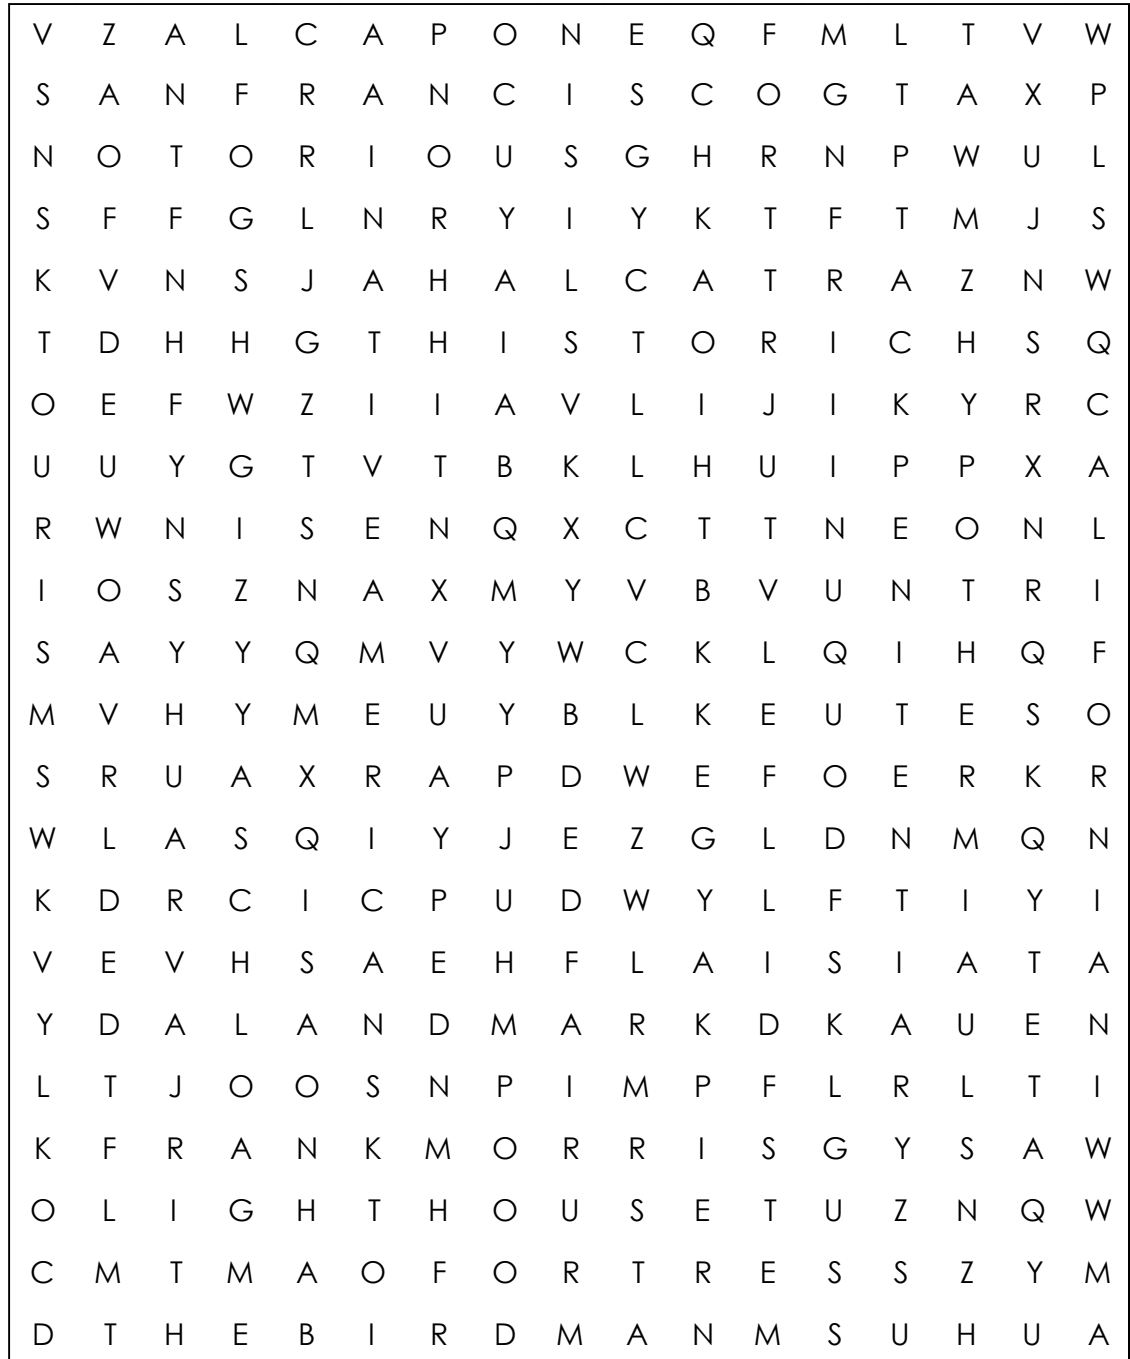 V Z A L C A P O N E Q F M L T V W
S A N F R A N C I S C O G T A X P
N O T O R I O U S G H R N P W U L
S F F G L N R Y I Y K T F T M J S
K V N S J A H A L C A T R A Z N W
T D H H G T H I S T O R I C H S Q
O E F W Z I I A V L I J I K Y R C
U U Y G T V T B K L H U I P P X A
R W N I S E N Q X C T T N E O N L
I O S Z N A X M Y V B V U N T R I
S A Y Y Q M V Y W C K L Q I H Q F
M V H Y M E U Y B L K E U T E S O
S R U A X R A P D W E F O E R K R
W L A S Q I Y J E Z G L D N M Q N
K D R C I C P U D W Y L F T I Y I
V E V H S A E H F L A I S I A T A
Y D A L A N D M A R K D K A U E N
L T J O O S N P I M P F L R L T I
K F R A N K M O R R I S G Y S A W
O L I G H T H O U S E T U Z N Q W
C M T M A O F O R T R E S S Z Y M
D T H E B I R D M A N M S U H U A